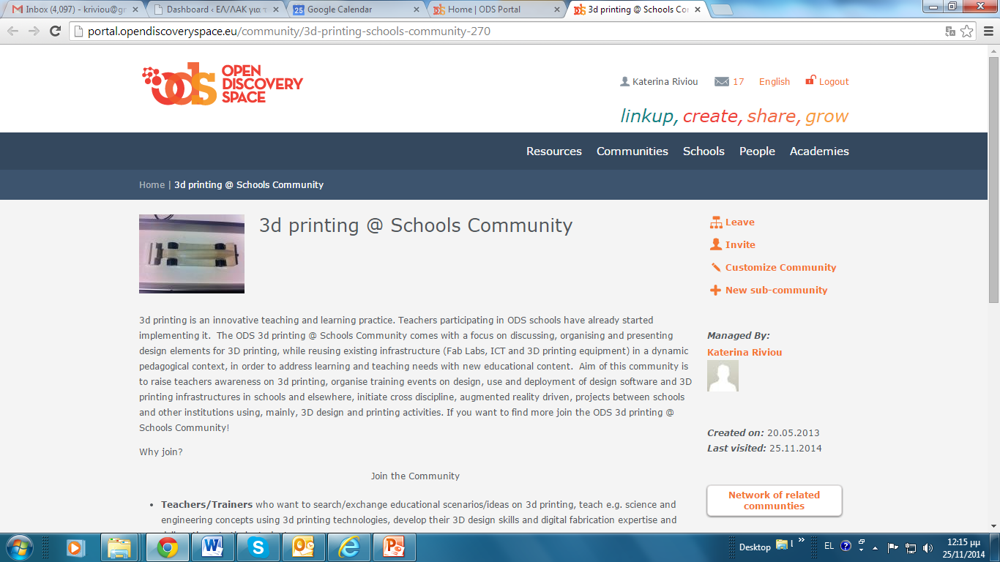 Inbox (4,097) - kriviou@gr
Dashboard ‹ ΕΛ/ΛΑΚ για τ
Google Calendar
Home | ODS Portal
3d printing @ Schools Co
portal.opendiscoveryspace.eu/community/3d-printing-schools-community-270
ods OPEN
DISCOVERY
SPACE
Katerina Riviou 17 English Logout
linkup, create, share, grow
Resources Communities Schools People Academies
Home | 3d printing @ Schools Community
3d printing @ Schools Community
Leave
Invite
Customize Community
New sub-community
3d printing is an innovative teaching and learning practice. Teachers participating in ODS schools have already started
implementing it. The ODS 3d printing @ Schools Community comes with a focus on discussing, organising and presenting
design elements for 3D printing, while reusing existing infrastructure (Fab Labs, ICT and 3D printing equipment) in a dynamic
pedagogical context, in order to address learning and teaching needs with new educational content. Aim of this community is
to raise teachers awareness on 3d printing, organise training events on design, use and deployment of design software and 3D
printing infrastructures in schools and elsewhere, initiate cross discipline, augmented reality driven, projects between schools
and other institutions using, mainly, 3D design and printing activities. If you want to find more join the ODS 3d printing @
Schools Community!
Why join?
Join the Community
• Teachers/Trainers who want to search/exchange educational scenarios/ideas on 3d printing, teach e.g. science and
engineering concepts using 3d printing technologies, develop their 3D design skills and digital fabrication expertise and
Managed By:
Katerina Riviou
Created on: 20.05.2013
Last visited: 25.11.2014
Network of related
communties
Desktop
EL
12:15 μμ
25/11/2014